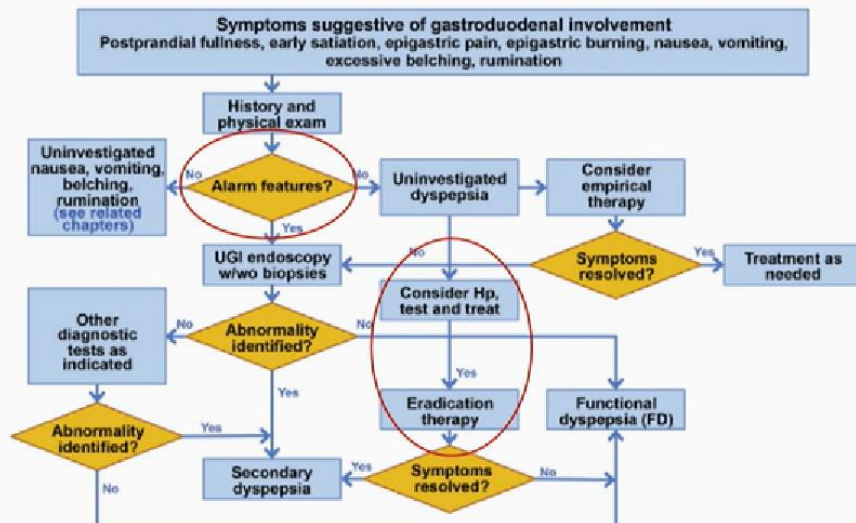 Symptoms suggestive of gastroduodenal involvement
Postprandial fullness, early satiation, epigastric pain, epigastric burning, nausea, vomiting,
excessive belching, rumination
History and
physical exam
Uninvestigated
nausea, vomiting,
belching,
rumination
(see related
chapters)
No
Alarm features?
No
Uninvestigated
dyspepsia
Consider
empirical
therapy
Yes
UGI endoscopy
w/wo biopsies
No
Symptoms
resolved?
Yes
Treatment as
needed
Consider Hp,
test and treat
Other
diagnostic
tests as
indicated
No
Abnormality
identified?
No
Yes
Yes
Eradication
therapy
Functional
dyspepsia (FD)
Abnormality
identified?
Yes
Secondary
dyspepsia
Yes
Symptoms
resolved?
No
No